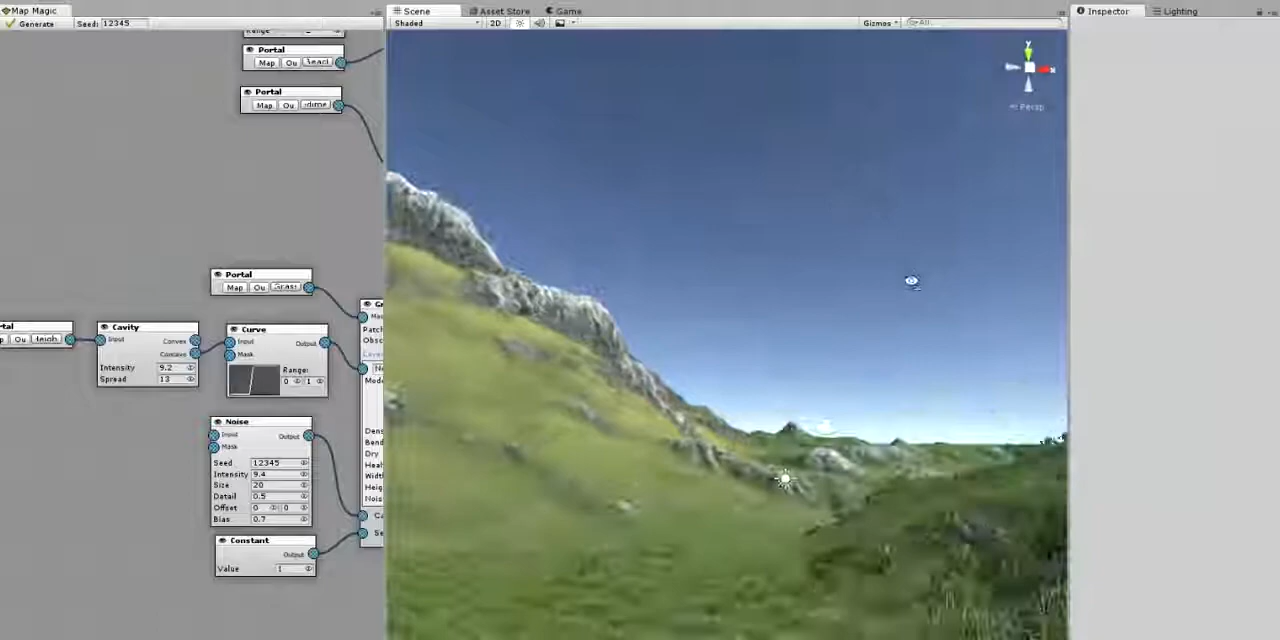 Map Magic
Generate
Seed: 12345
Portal
Map
Portal
Map
Portal
Map
Cavity
Input
Convex
Concave
Intensity 9.2
Spread 13
Curve
Input
Output
Mask
Range:
0 1
Noise
Input
Output
Mask
Seed 12345
Intensity 9.4
Size 20
Detail 0.5
Offset 0 0
Bias 0.7
Constant
Output
Value 1
Scene
Asset Store
Game
Shaded
2D
Gizmos
All
y
x
Persp
Inspector
Lighting